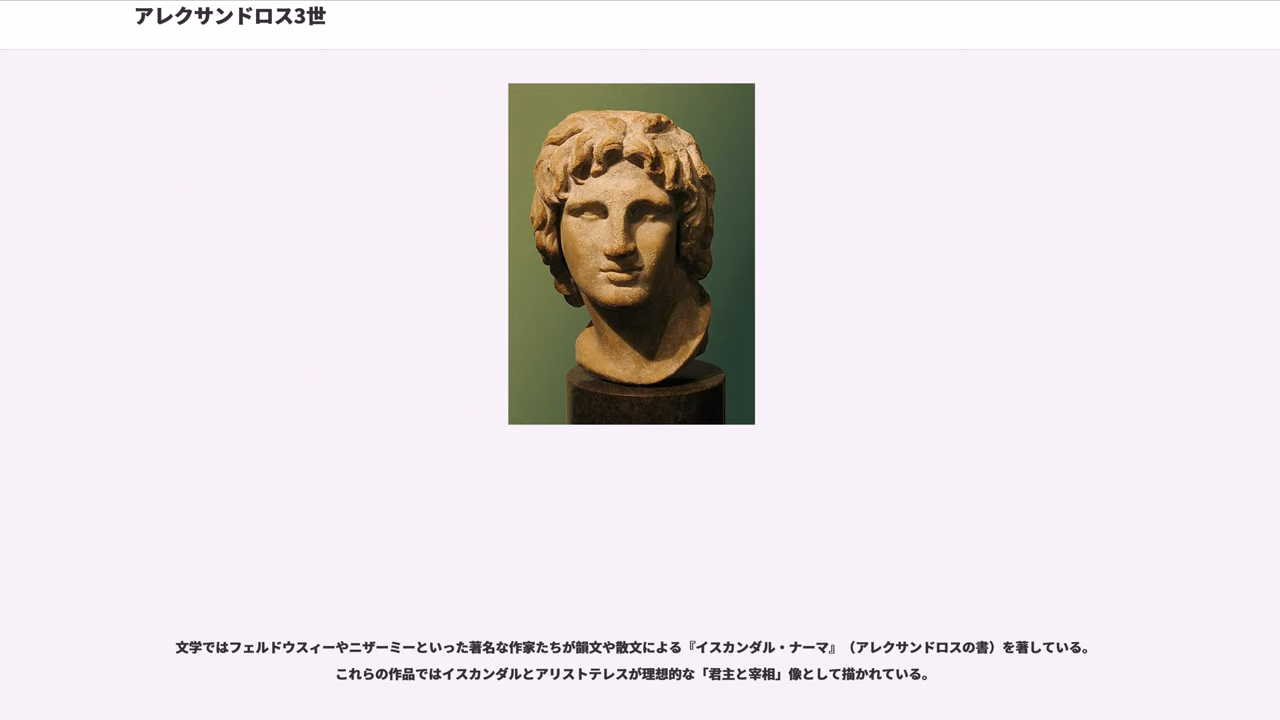 アレクサンドロス3世
文学ではフェルドウスィーやニザーミーといった著名な作家たちが韻文や散文による『イスカンダル・ナーマ』（アレクサンドロスの書）を著している。
これらの作品ではイスカンダルとアリストテレスが理想的な「君主と宰相」像として描かれている。